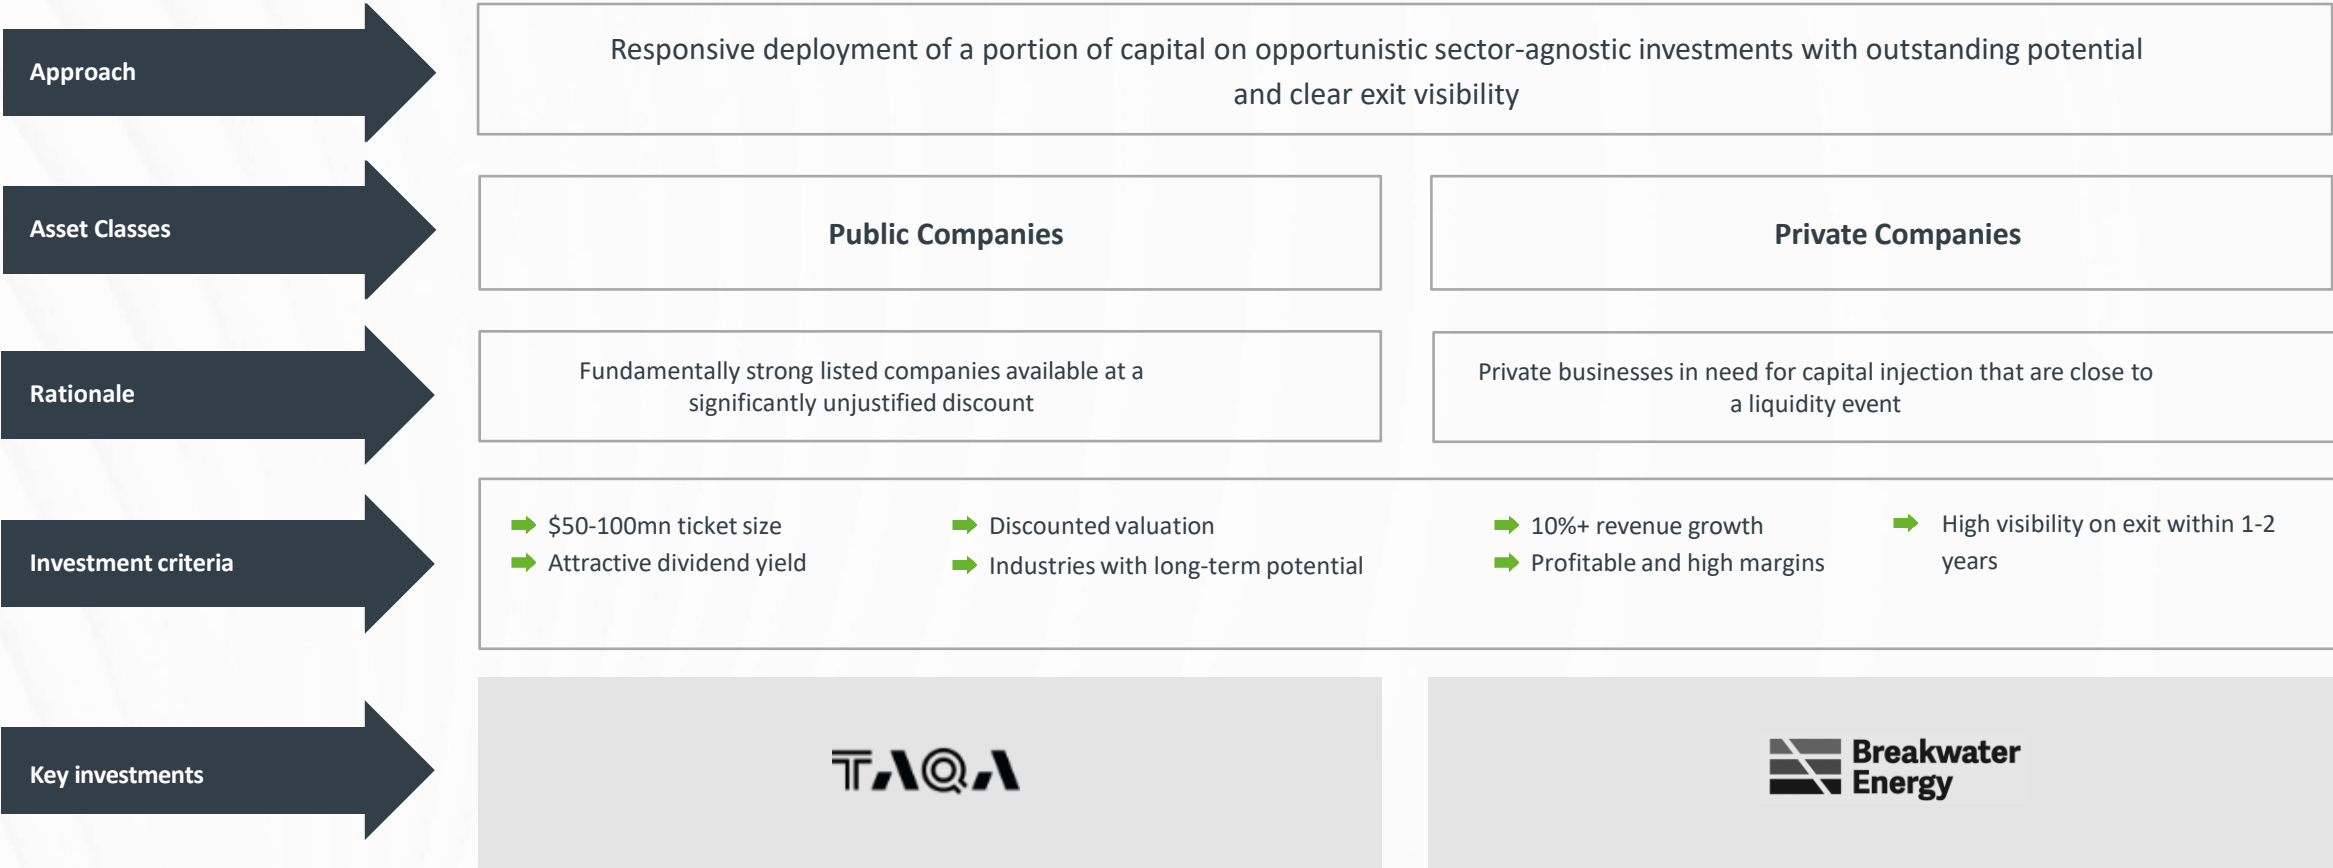 Approach
Responsive deployment of a portion of capital on opportunistic sector-agnostic investments with outstanding potential
and clear exit visibility
Asset Classes
Public Companies
Private Companies
Rationale
Fundamentally strong listed companies available at a
significantly unjustified discount
Private businesses in need for capital injection that are close to
a liquidity event
Investment criteria
$50-100mn ticket size
Attractive dividend yield
Discounted valuation
Industries with long-term potential
10%+ revenue growth
Profitable and high margins
High visibility on exit within 1-2
years
Key investments
TAQA
Breakwater
Energy